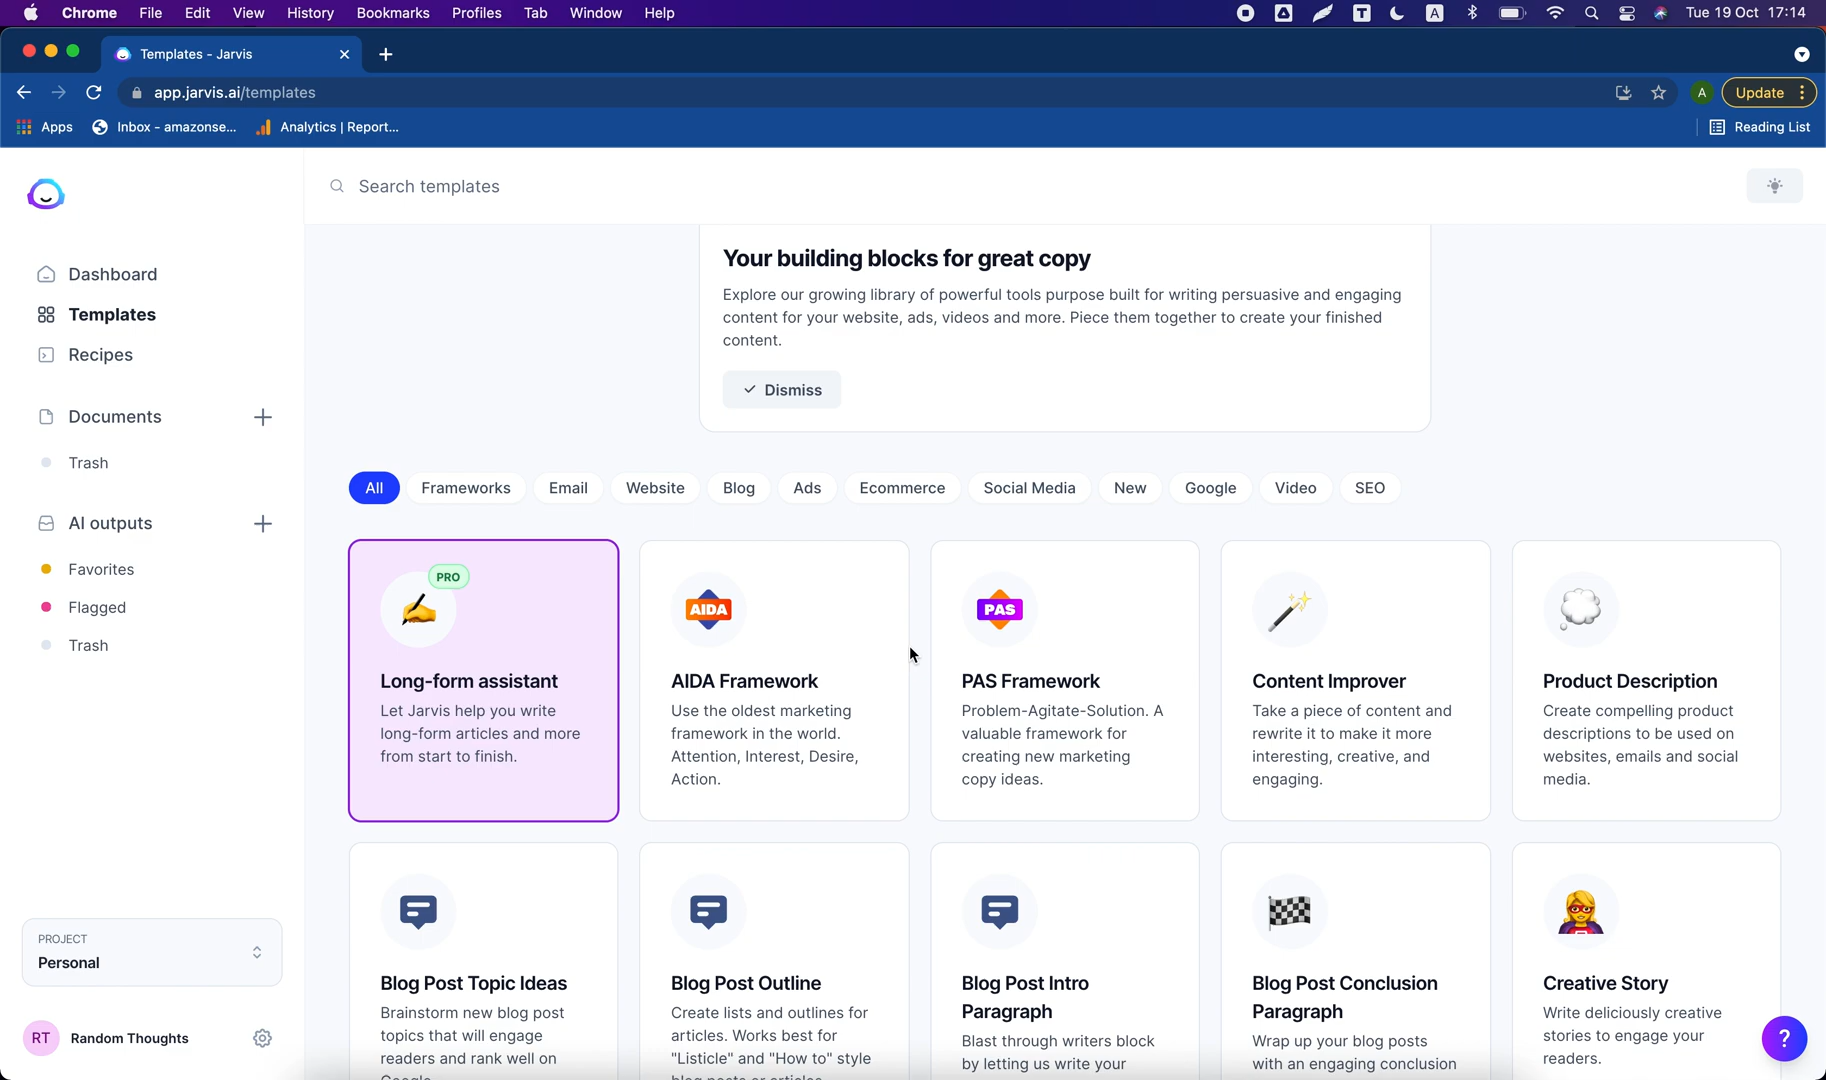 Chrome File Edit View History Bookmarks Profiles Tab Window Help
T A Tue 19 Oct 17:14
Templates - Jarvis
app.jarvis.ai/templates
A Update
Apps Inbox - amazonse... Analytics | Report...
Reading List
Search templates
Dashboard
Templates
Recipes
Documents
Trash
AI outputs
Favorites
Flagged
Trash
PROJECT
Personal
RT Random Thoughts
Your building blocks for great copy
Explore our growing library of powerful tools purpose built for writing persuasive and engaging
content for your website, ads, videos and more. Piece them together to create your finished
content.
Dismiss
All Frameworks Email Website Blog Ads Ecommerce Social Media New Google Video SEO
PRO
Long-form assistant
Let Jarvis help you write
long-form articles and more
from start to finish.
AIDA
AIDA Framework
Use the oldest marketing
framework in the world.
Attention, Interest, Desire,
Action.
PAS
PAS Framework
Problem-Agitate-Solution. A
valuable framework for
creating new marketing
copy ideas.
Content Improver
Take a piece of content and
rewrite it to make it more
interesting, creative, and
engaging.
Product Description
Create compelling product
descriptions to be used on
websites, emails and social
media.
Blog Post Topic Ideas
Brainstorm new blog post
topics that will engage
readers and rank well on
Google.
Blog Post Outline
Create lists and outlines for
articles. Works best for
"Listicle" and "How to" style
blog posts or articles.
Blog Post Intro
Paragraph
Blast through writers block
by letting us write your
Blog Post Conclusion
Paragraph
Wrap up your blog posts
with an engaging conclusion
Creative Story
Write deliciously creative
stories to engage your
readers.
?